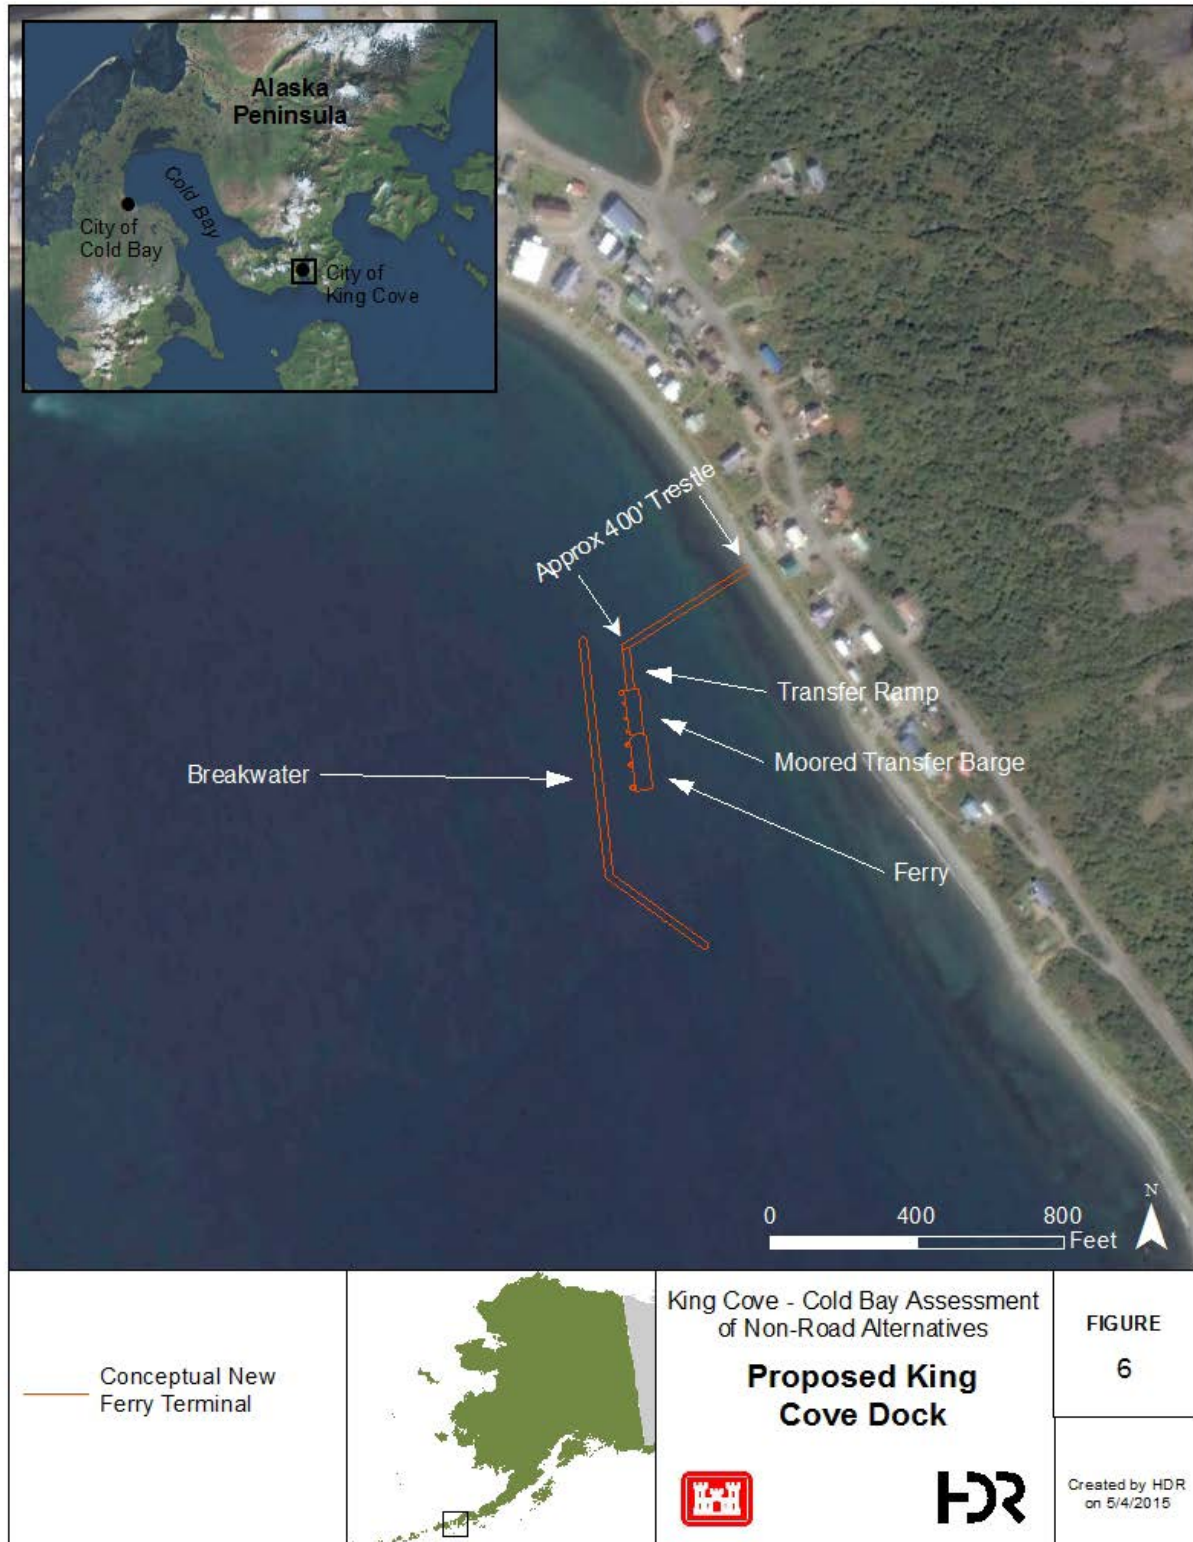 Alaska
Peninsula
Cold Bay
City of
Cold Bay
City of
King Cove
Approx 400' Trestle
Transfer Ramp
Moored Transfer Barge
Breakwater
Ferry
N
0 400 800
Feet
Conceptual New
Ferry Terminal
King Cove - Cold Bay Assessment
of Non-Road Alternatives
Proposed King
Cove Dock
HDR
FIGURE
6
Created by HDR
on 5/4/2015